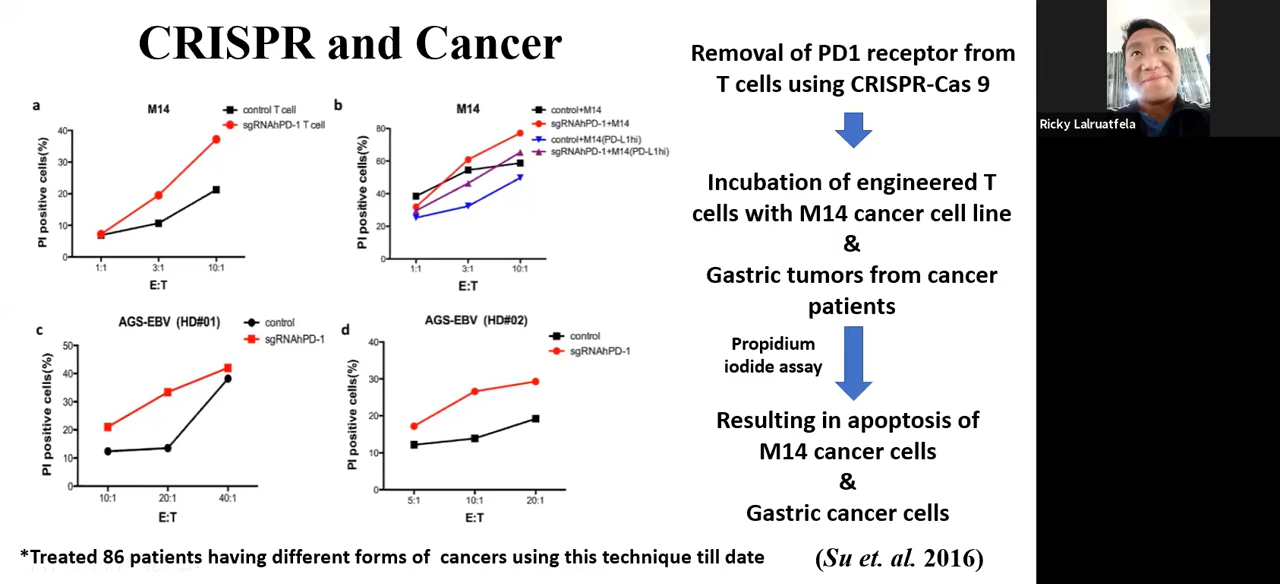 CRISPR and Cancer
a
M14
control T cell
sgRNAhPD-1 T cell
PI positive cells(%)
40
30
20
10
0
1:1 3:1 10:1
E:T
b
M14
control+M14
sgRNAhPD-1+M14
control+M14(PD-L1hi)
sgRNAhPD-1+M14(PD-L1hi)
PI positive cells(%)
80
60
40
20
0
1:1 3:1 10:1
E:T
c
AGS-EBV (HD#01)
control
sgRNAhPD-1
PI positive cells(%)
50
40
30
20
10
0
10:1 20:1 40:1
E:T
d
AGS-EBV (HD#02)
control
sgRNAhPD-1
PI positive cells(%)
40
30
20
10
0
5:1 10:1 20:1
E:T
*Treated 86 patients having different forms of cancers using this technique till date
Removal of PD1 receptor from
T cells using CRISPR-Cas 9
Incubation of engineered T
cells with M14 cancer cell line
&
Gastric tumors from cancer
patients
Propidium
iodide assay
Resulting in apoptosis of
M14 cancer cells
&
Gastric cancer cells
(Su et. al. 2016)
Ricky Lalruatfela